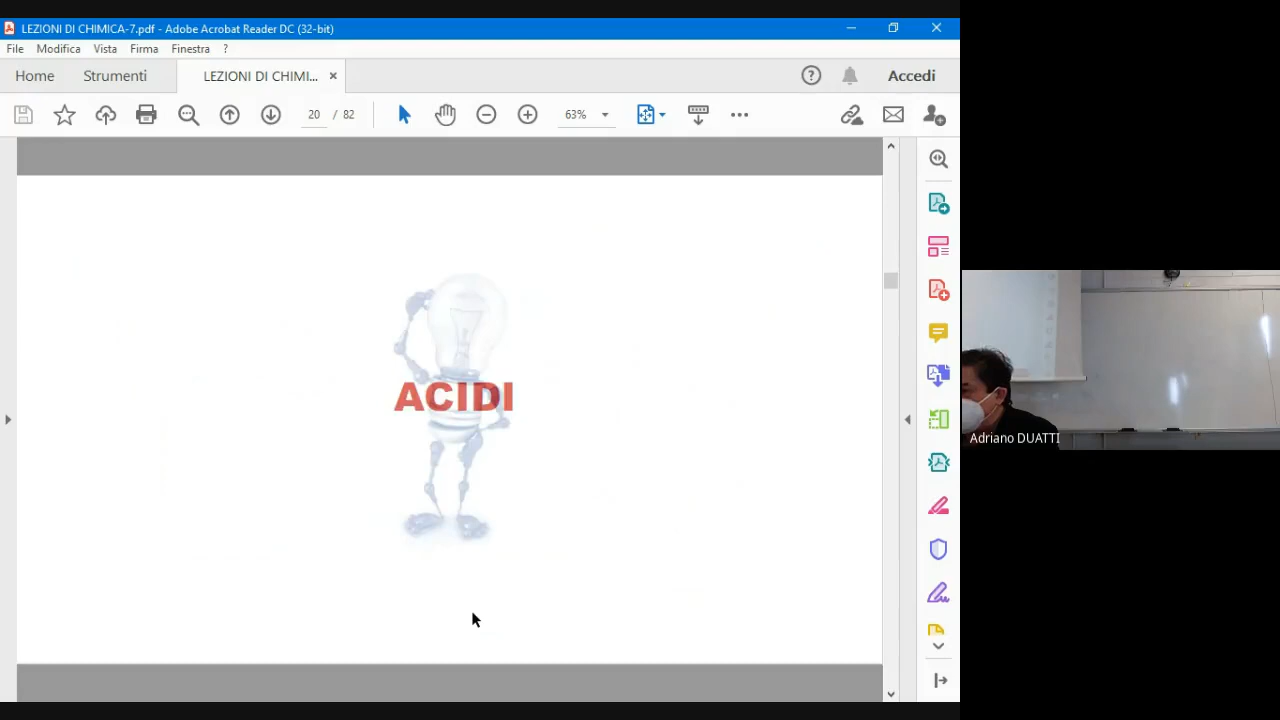 LEZIONI DI CHIMICA-7.pdf - Adobe Acrobat Reader DC (32-bit)
File Modifica Vista Firma Finestra ?
Home Strumenti LEZIONI DI CHIMI... × Accedi
20 / 82 63%
ACIDI
Adriano DUATTI